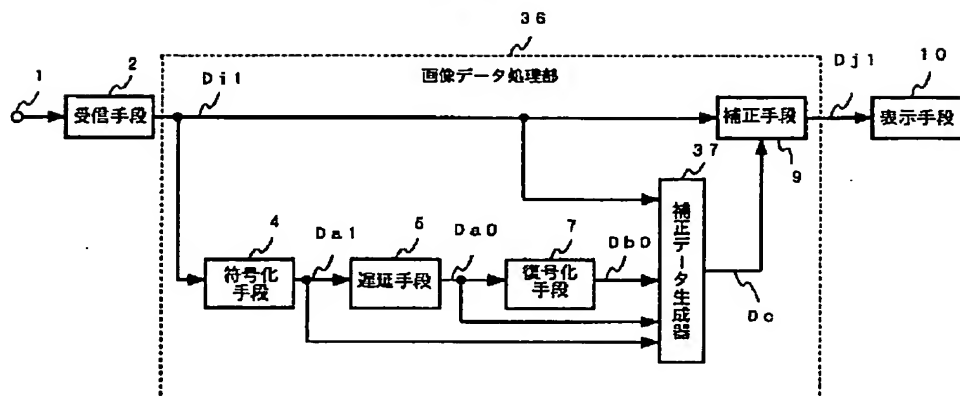 36
1
2
受信手段
Di1
画像データ処理部
Dj1
10
補正手段
表示手段
9
37
補正データ生成器
4
Da1
5
Da0
7
Db0
符号化
手段
遅延手段
復号化
手段
Dc